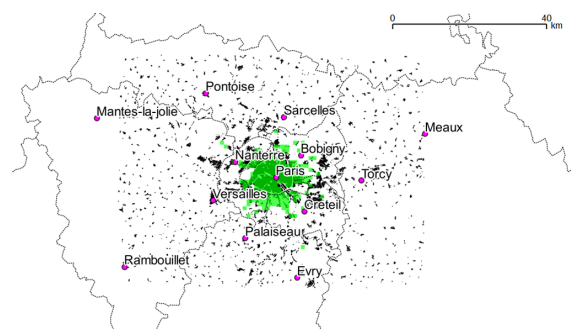 0 40
km
Pontoise
Mantes-la-jolie
Sarcelles
Meaux
Nanterre
Bobigny
Paris
Torcy
Versailles
Creteil
Palaiseau
Rambouillet
Evry